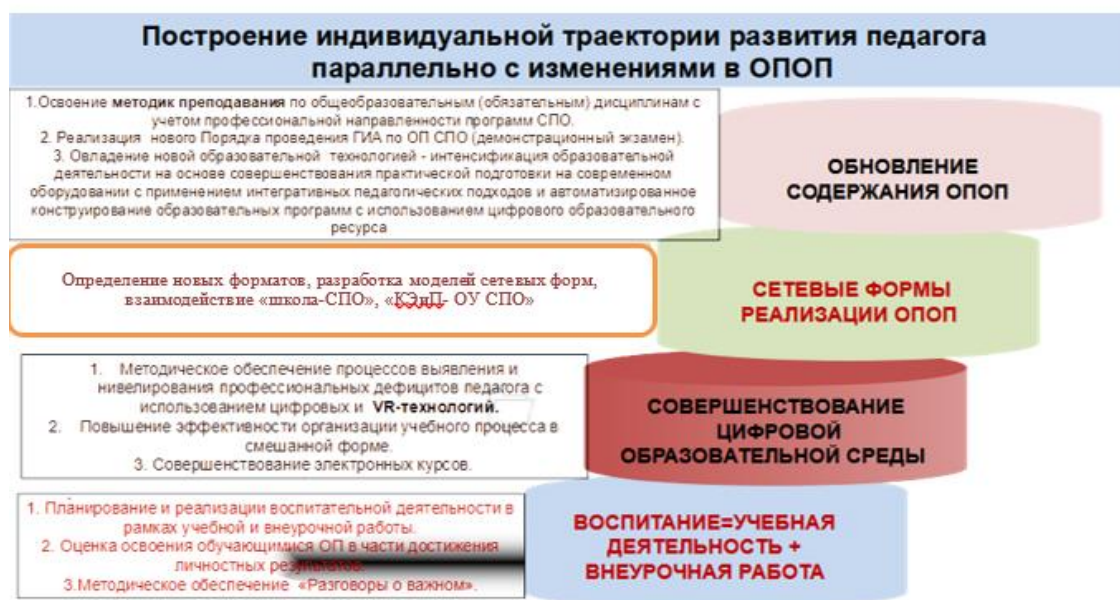 Построение индивидуальной траектории развития педагога
параллельно с изменениями в ОПОП
1.Освоение методик преподавания по общеобразовательным (обязательным) дисциплинам с
учетом профессиональной направленности программ СПО.
2. Реализация нового Порядка проведения ГИА по ОП СПО (демонстрационный экзамен).
3. Овладение новой образовательной технологией - интенсификация образовательной
деятельности на основе совершенствования практической подготовки на современном
оборудовании с применением интегративных педагогических подходов и автоматизированное
конструирование образовательных программ с использованием цифрового образовательного
ресурса
ОБНОВЛЕНИЕ
СОДЕРЖАНИЯ ОПОП
Определение новых форматов, разработка моделей сетевых форм,
взаимодействие «школа-СПО», «КЭиП- ОУ СПО»
СЕТЕВЫЕ ФОРМЫ
РЕАЛИЗАЦИИ ОПОП
1. Методическое обеспечение процессов выявления и
нивелирования профессиональных дефицитов педагога с
использованием цифровых и VR-технологий.
2. Повышение эффективности организации учебного процесса в
смешанной форме.
3. Совершенствование электронных курсов.
СОВЕРШЕНСТВОВАНИЕ
ЦИФРОВОЙ
ОБРАЗОВАТЕЛЬНОЙ СРЕДЫ
1. Планирование и реализации воспитательной деятельности в
рамках учебной и внеурочной работы.
2. Оценка освоения обучающимися ОП в части достижения
личностных результатов.
3.Методическое обеспечение «Разговоры о важном».
ВОСПИТАНИЕ=УЧЕБНАЯ
ДЕЯТЕЛЬНОСТЬ +
ВНЕУРОЧНАЯ РАБОТА